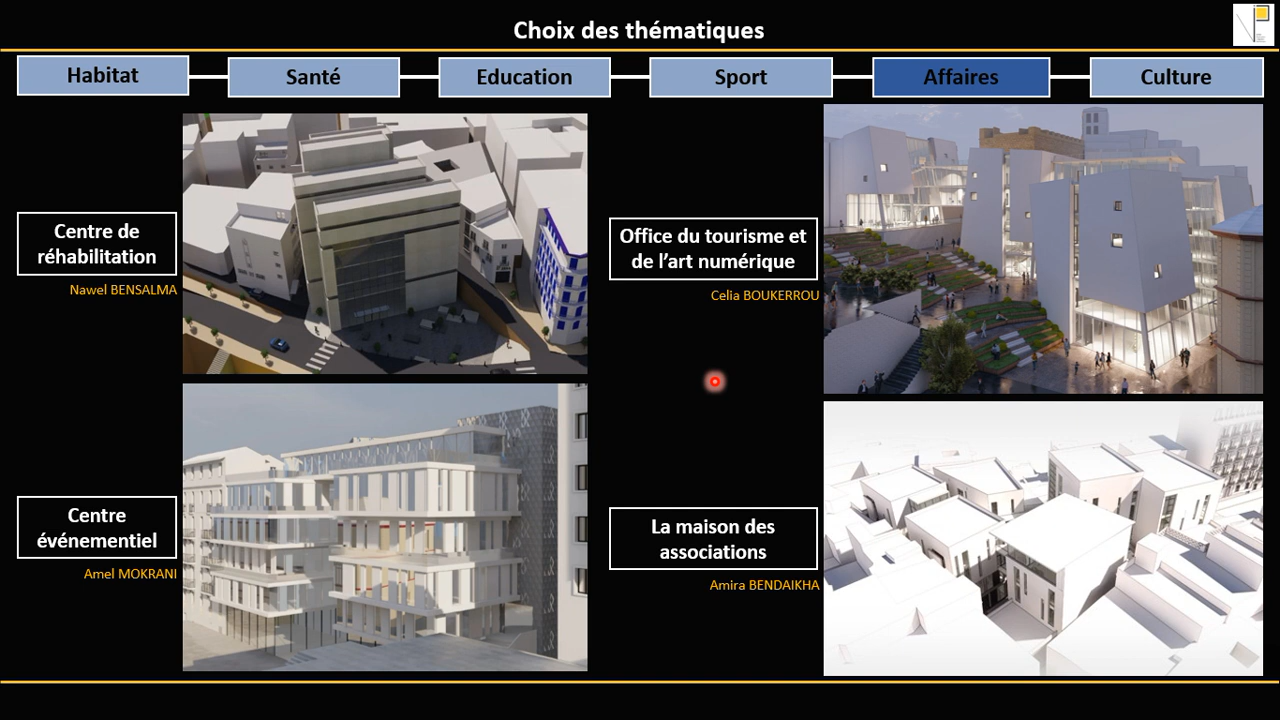 Choix des thématiques
Habitat
Santé
Education
Sport
Affaires
Culture
Centre de
réhabilitation
Nawel BENSALMA
Office du tourisme et
de l'art numérique
Celia BOUKERROU
Centre
événementiel
Amel MOKRANI
La maison des
associations
Amira BENDAIKHA